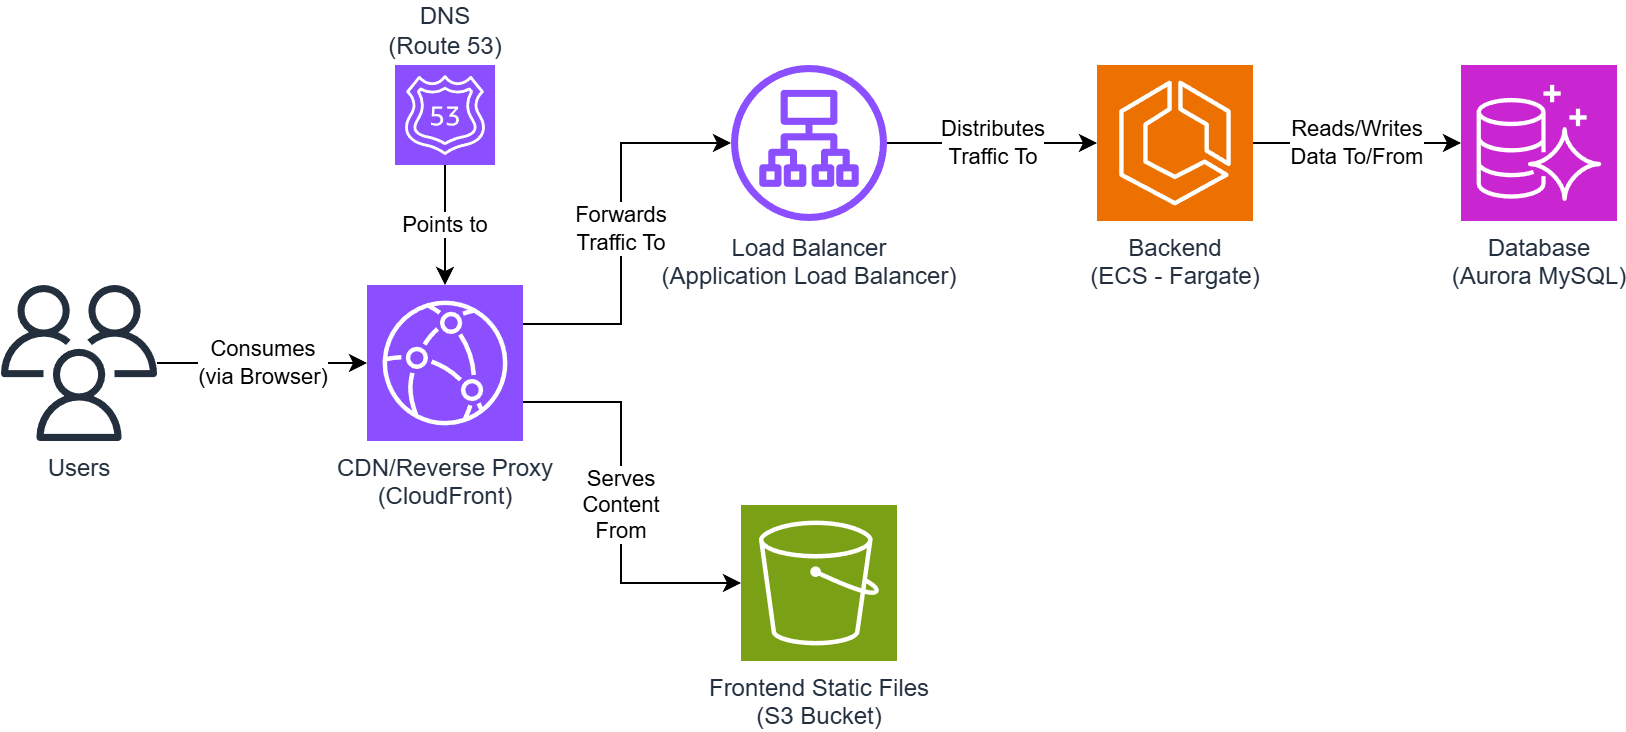 DNS
(Route 53)
53
Points to
Users
Consumes
(via Browser)
CDN/Reverse Proxy
(CloudFront)
Forwards
Traffic To
Load Balancer
(Application Load Balancer)
Distributes
Traffic To
Backend
(ECS - Fargate)
Reads/Writes
Data To/From
Database
(Aurora MySQL)
Serves
Content
From
Frontend Static Files
(S3 Bucket)